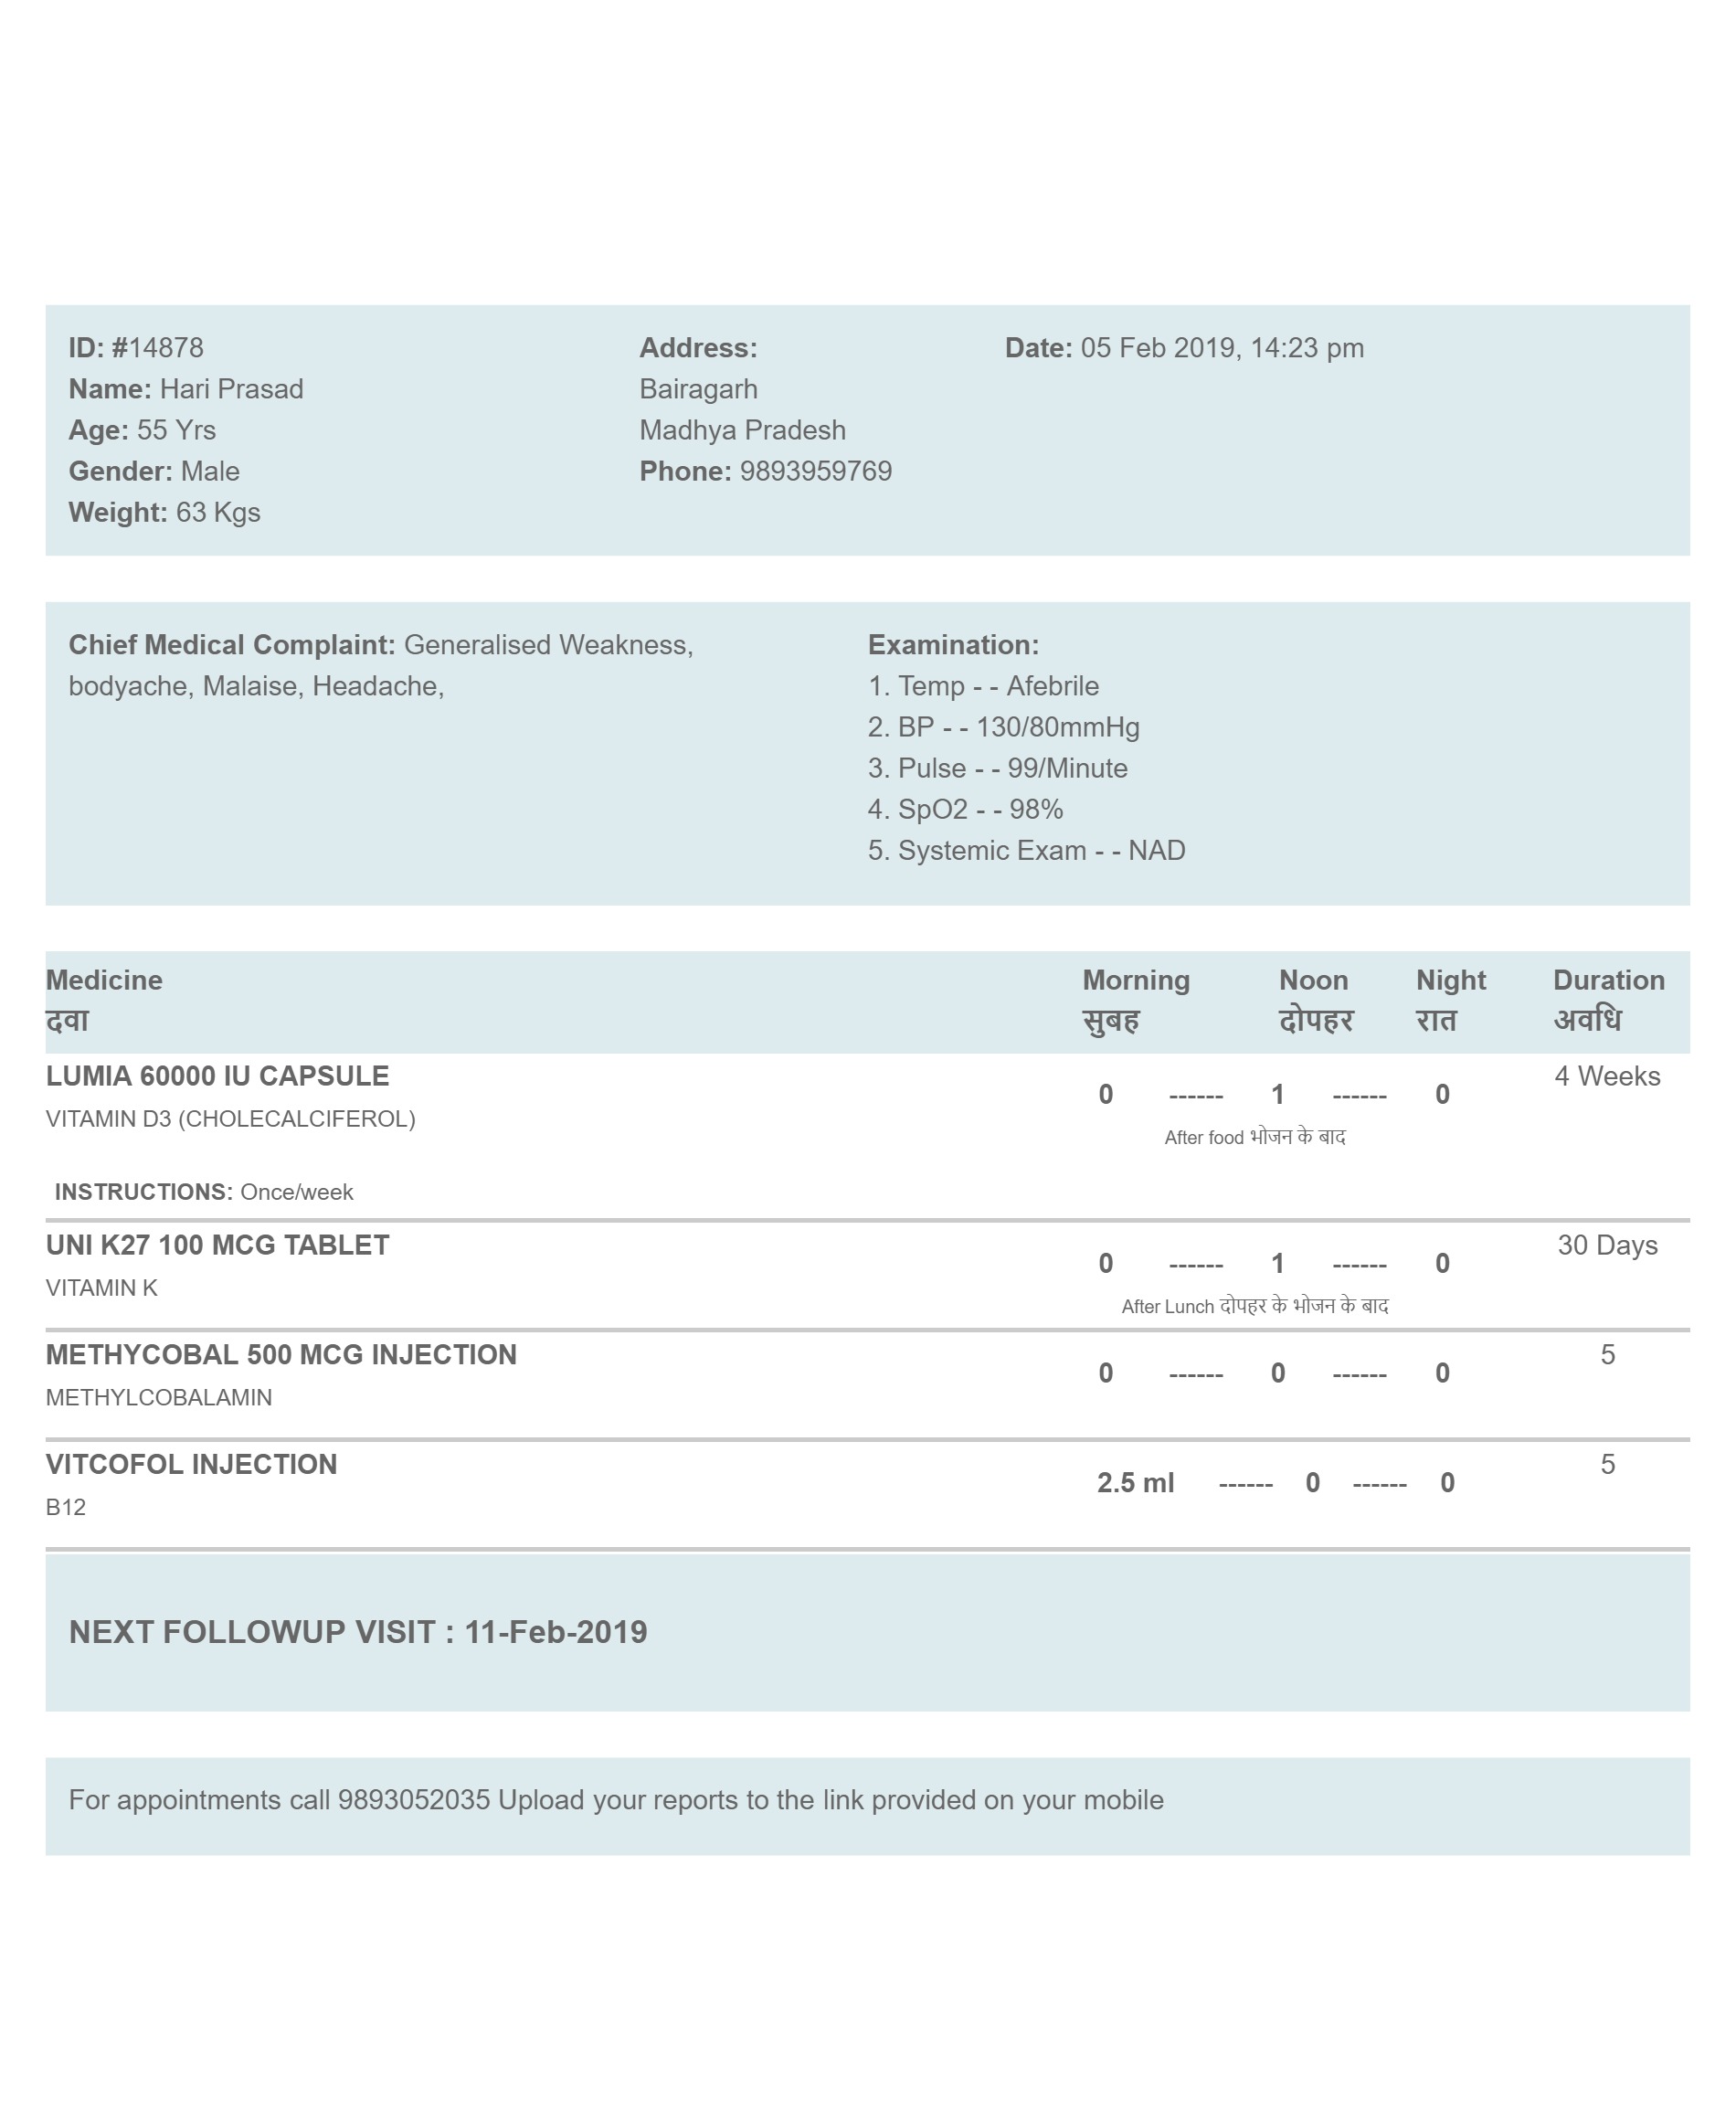 ID: #14878
Name: Hari Prasad
Age: 55 Yrs
Gender: Male
Weight: 63 Kgs
Address:
Bairagarh
Madhya Pradesh
Phone: 9893959769
Date: 05 Feb 2019, 14:23 pm
Chief Medical Complaint: Generalised Weakness,
bodyache, Malaise, Headache,
Examination:
1. Temp - - Afebrile
2. BP - - 130/80mmHg
3. Pulse - - 99/Minute
4. SpO2 - - 98%
5. Systemic Exam - - NAD
Medicine Morning Noon Night Duration
दवा सुबह दोपहर रात अवधि
LUMIA 60000 IU CAPSULE 0 ------ 1 ------ 0 4 Weeks
VITAMIN D3 (CHOLECALCIFEROL) After food भोजन के बाद
INSTRUCTIONS: Once/week
UNI K27 100 MCG TABLET 0 ------ 1 ------ 0 30 Days
VITAMIN K After Lunch दोपहर के भोजन के बाद
METHYCOBAL 500 MCG INJECTION 0 ------ 0 ------ 0 5
METHYLCOBALAMIN
VITCOFOL INJECTION 2.5 ml ------ 0 ------ 0 5
B12
NEXT FOLLOWUP VISIT : 11-Feb-2019
For appointments call 9893052035 Upload your reports to the link provided on your mobile